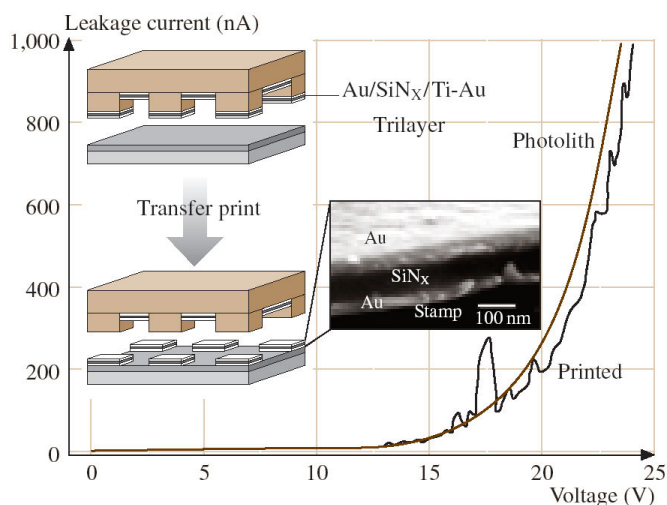 Leakage current (nA)
1,000
800
600
400
200
0
Au/SiNX/Ti-Au
Trilayer
Photolith
Transfer print
Au
SiNx
Au
Stamp
100 nm
Printed
0
5
10
15
20
25
Voltage (V)